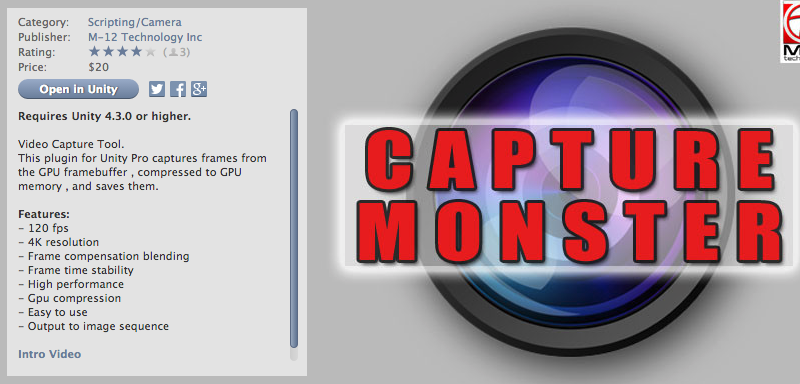 Category: Scripting/Camera
Publisher: M-12 Technology Inc
Rating: (3)
Price: $20
Open in Unity
Requires Unity 4.3.0 or higher.
Video Capture Tool.
This plugin for Unity Pro captures frames from
the GPU framebuffer , compressed to GPU
memory , and saves them.
Features:
- 120 fps
- 4K resolution
- Frame compensation blending
- Frame time stability
- High performance
- Gpu compression
- Easy to use
- Output to image sequence
Intro Video
CAPTURE
MONSTER